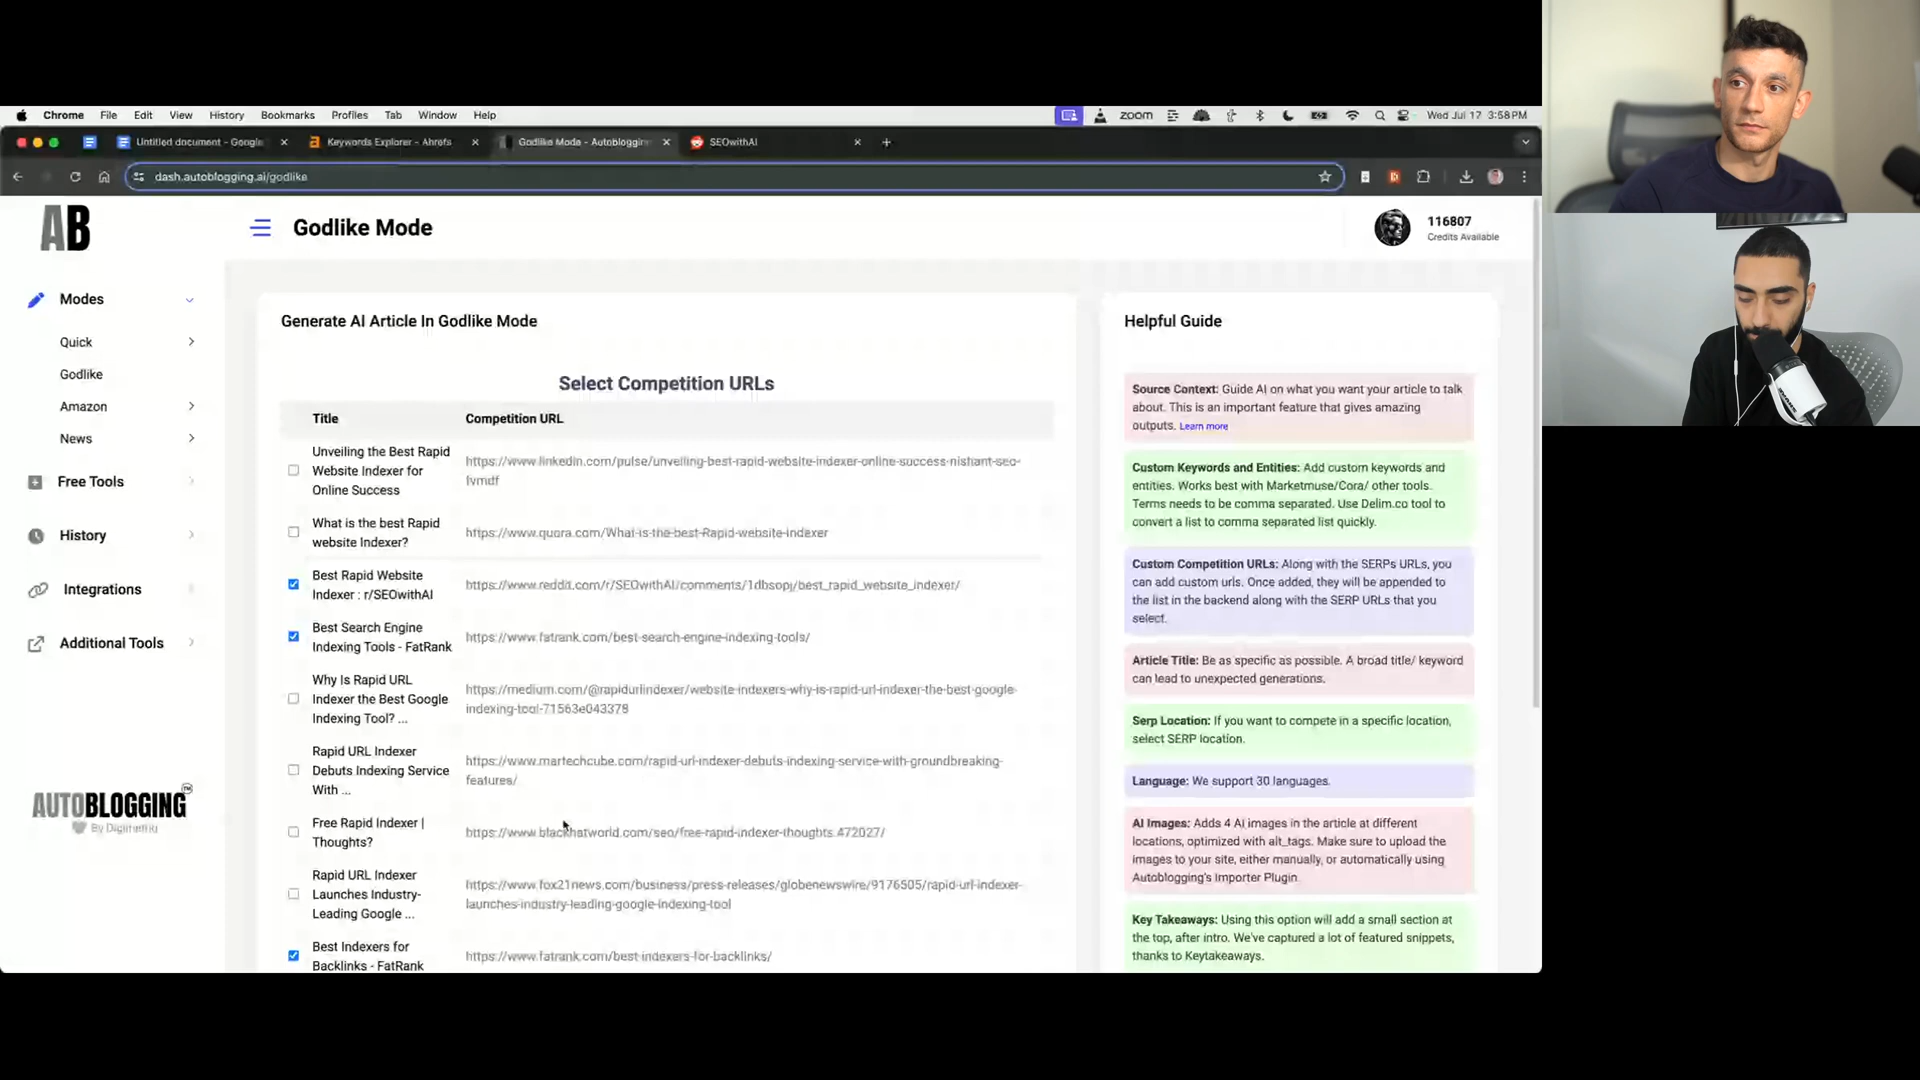 Chrome File Edit View History Bookmarks Profiles Tab Window Help
zoom Wed Jul 17 3:58PM
Untitled document - Google
Keywords Explorer - Ahrefs
Godlike Mode - Autobloggin
SEOwithAI
dash.autoblogging.ai/godlike
AB
Godlike Mode
116807
Credits Available
Modes
Quick
Godlike
Amazon
News
Free Tools
History
Integrations
Additional Tools
AUTOBLOGGING™
By Digimetriq
Generate AI Article In Godlike Mode
Select Competition URLs
Title Competition URL
Unveiling the Best Rapid
Website Indexer for
Online Success
https://www.linkedin.com/pulse/unveiling-best-rapid-website-indexer-online-success-nishant-seo-
1vmdf
What is the best Rapid
website Indexer?
https://www.quora.com/What-is-the-best-Rapid-website-indexer
Best Rapid Website
Indexer : r/SEOwithAI
https://www.reddit.com/r/SEOwithAI/comments/1dbsopj/best_rapid_website_indexer/
Best Search Engine
Indexing Tools - FatRank
https://www.fatrank.com/best-search-engine-indexing-tools/
Why Is Rapid URL
Indexer the Best Google
Indexing Tool? ...
https://medium.com/@rapidurlindexer/website-indexers-why-is-rapid-url-indexer-the-best-google-
indexing-tool-71563e043378
Rapid URL Indexer
Debuts Indexing Service
With ...
https://www.martechcube.com/rapid-url-indexer-debuts-indexing-service-with-groundbreaking-
features/
Free Rapid Indexer |
Thoughts?
https://www.blackhatworld.com/seo/free-rapid-indexer-thoughts.472027/
Rapid URL Indexer
Launches Industry-
Leading Google ...
https://www.fox21news.com/business/press-releases/globenewswire/9176505/rapid-url-indexer-
launches-industry-leading-google-indexing-tool
Best Indexers for
Backlinks - FatRank
https://www.fatrank.com/best-indexers-for-backlinks/
Helpful Guide
Source Context: Guide AI on what you want your article to talk
about. This is an important feature that gives amazing
outputs. Learn more
Custom Keywords and Entities: Add custom keywords and
entities. Works best with Marketmuse/Cora/ other tools.
Terms needs to be comma separated. Use Delim.co tool to
convert a list to comma separated list quickly.
Custom Competition URLs: Along with the SERPs URLs, you
can add custom urls. Once added, they will be appended to
the list in the backend along with the SERP URLs that you
select.
Article Title: Be as specific as possible. A broad title/ keyword
can lead to unexpected generations.
Serp Location: If you want to compete in a specific location,
select SERP location.
Language: We support 30 languages.
AI Images: Adds 4 AI images in the article at different
locations, optimized with alt_tags. Make sure to upload the
images to your site, either manually, or automatically using
Autoblogging's Importer Plugin
Key Takeaways: Using this option will add a small section at
the top, after intro. We've captured a lot of featured snippets,
thanks to Keytakeaways.